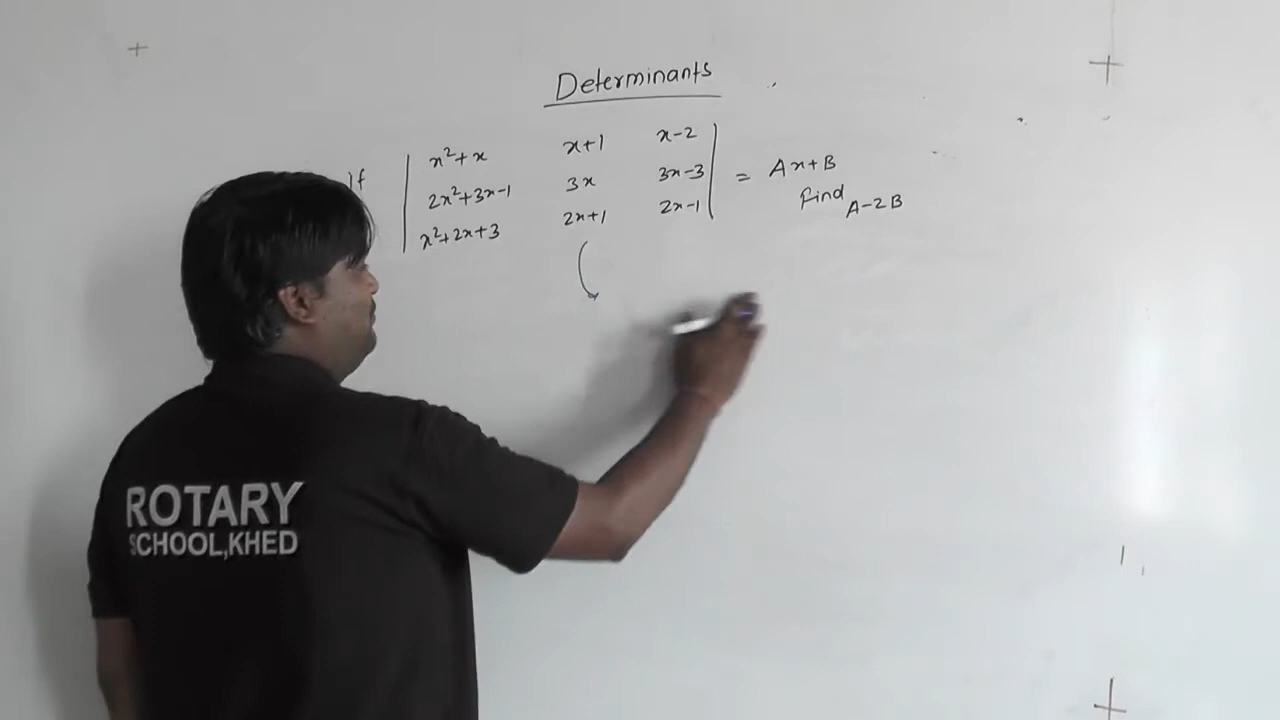 Determinants
If | x²+x x+1 x-2 |
| 2x²+3x-1 3x 3x-3 | = Ax+B
| x²+2x+3 2x+1 2x-1 | find A-2B
ROTARY
SCHOOL,KHED